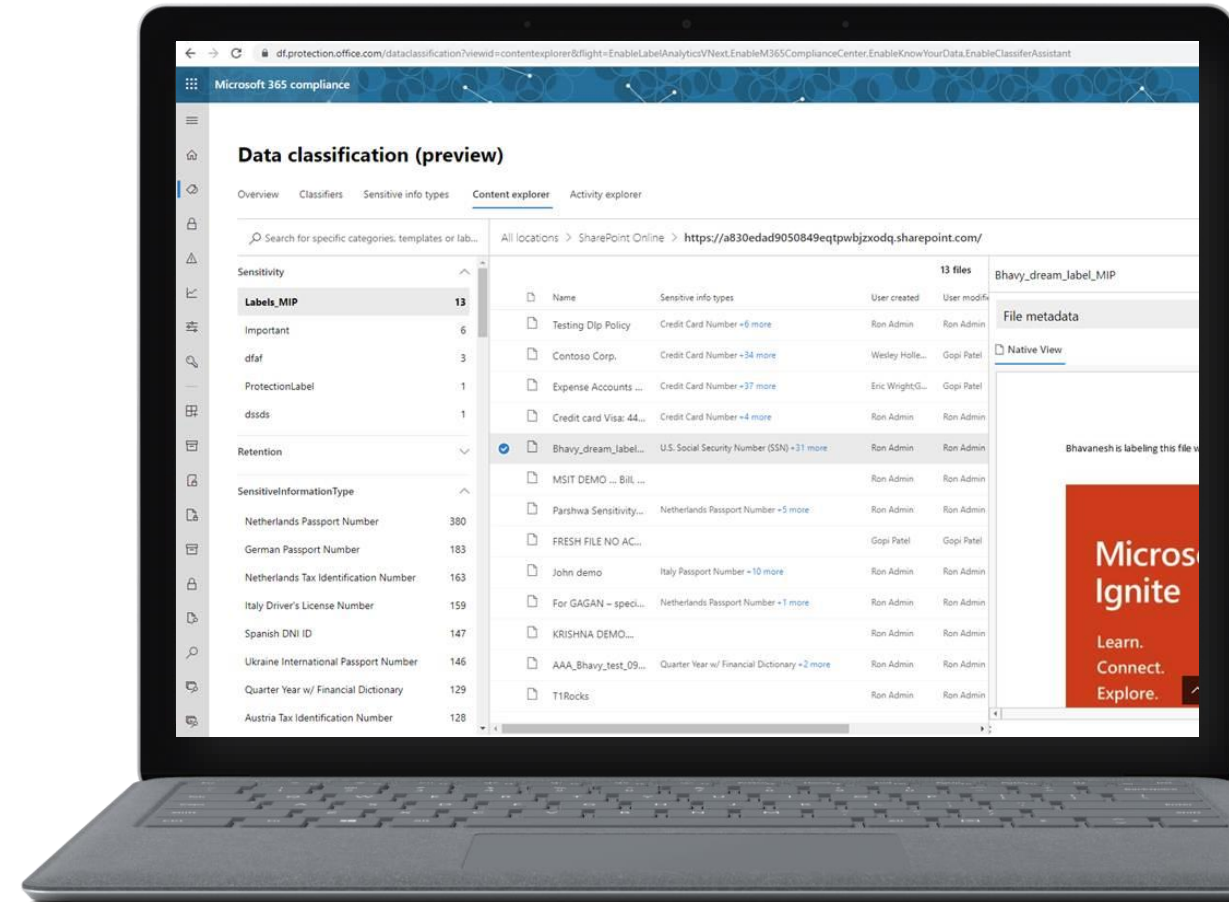 df.protection.office.com/dataclassification?viewid=contentexplorer&flight=EnableLabelAnalyticsVNext,EnableM365ComplianceCenter,EnableKnowYourData,EnableClassiferAssistant
Microsoft 365 compliance
Data classification (preview)
Overview Classifiers Sensitive info types Content explorer Activity explorer
Search for specific categories, templates or lab...
All locations > SharePoint Online > https://a830edad9050849eqtpwbjzxodq.sharepoint.com/
Sensitivity
Labels_MIP 13
Important 6
dfaf 3
ProtectionLabel 1
dssds 1
Retention
SensitiveInformationType
Netherlands Passport Number 380
German Passport Number 183
Netherlands Tax Identification Number 163
Italy Driver's License Number 159
Spanish DNI ID 147
Ukraine International Passport Number 146
Quarter Year w/ Financial Dictionary 129
Austria Tax Identification Number 128
13 files
Name Sensitive info types User created User modifi
Testing Dlp Policy Credit Card Number +6 more Ron Admin Ron Admin
Contoso Corp. Credit Card Number +34 more Wesley Holle... Gopi Patel
Expense Accounts ... Credit Card Number +37 more Eric Wright;G... Gopi Patel
Credit card Visa: 44... Credit Card Number +4 more Ron Admin Ron Admin
Bhavy_dream_label... U.S. Social Security Number (SSN) +31 more Ron Admin Ron Admin
MSIT DEMO ... Bill, ... Ron Admin Ron Admin
Parshwa Sensitivity... Netherlands Passport Number +5 more Ron Admin Ron Admin
FRESH FILE NO AC... Gopi Patel Gopi Patel
John demo Italy Passport Number +10 more Ron Admin Ron Admin
For GAGAN – speci... Netherlands Passport Number +1 more Ron Admin Ron Admin
KRISHNA DEMO.... Ron Admin Ron Admin
AAA_Bhavy_test_09... Quarter Year w/ Financial Dictionary +2 more Ron Admin Ron Admin
T1Rocks Ron Admin Ron Admin
Bhavy_dream_label_MIP
File metadata
Native View
Bhavanesh is labeling this file w
Micros
Ignite
Learn.
Connect.
Explore.